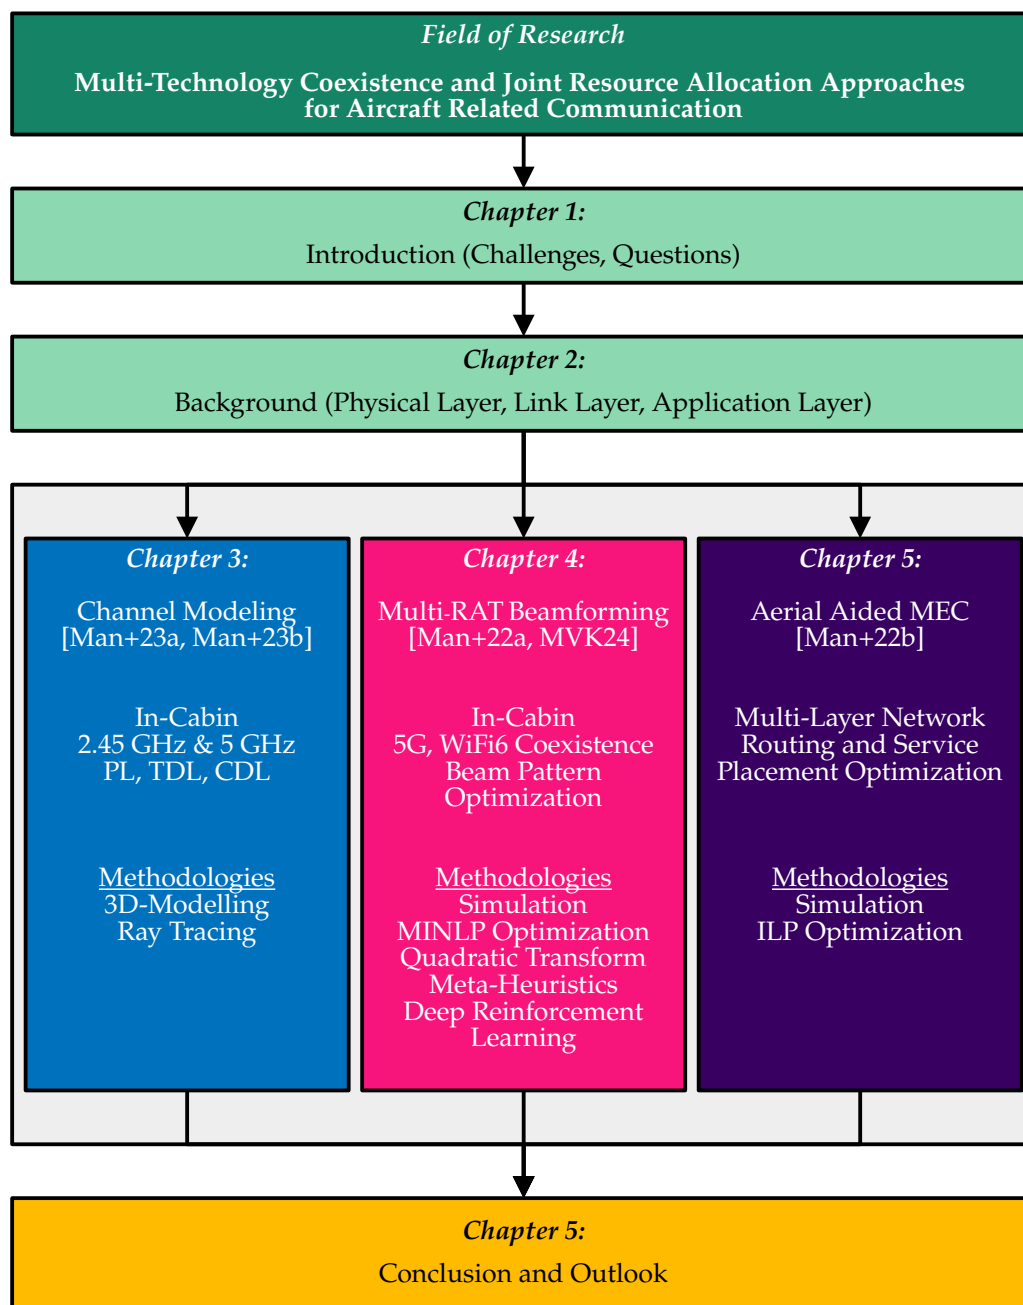 Field of Research
Multi-Technology Coexistence and Joint Resource Allocation Approaches
for Aircraft Related Communication
Chapter 1:
Introduction (Challenges, Questions)
Chapter 2:
Background (Physical Layer, Link Layer, Application Layer)
Chapter 3:
Channel Modeling
[Man+23a, Man+23b]
In-Cabin
2.45 GHz & 5 GHz
PL, TDL, CDL
Methodologies
3D-Modelling
Ray Tracing
Chapter 4:
Multi-RAT Beamforming
[Man+22a, MVK24]
In-Cabin
5G, WiFi6 Coexistence
Beam Pattern
Optimization
Methodologies
Simulation
MINLP Optimization
Quadratic Transform
Meta-Heuristics
Deep Reinforcement
Learning
Chapter 5:
Aerial Aided MEC
[Man+22b]
Multi-Layer Network
Routing and Service
Placement Optimization
Methodologies
Simulation
ILP Optimization
Chapter 5:
Conclusion and Outlook